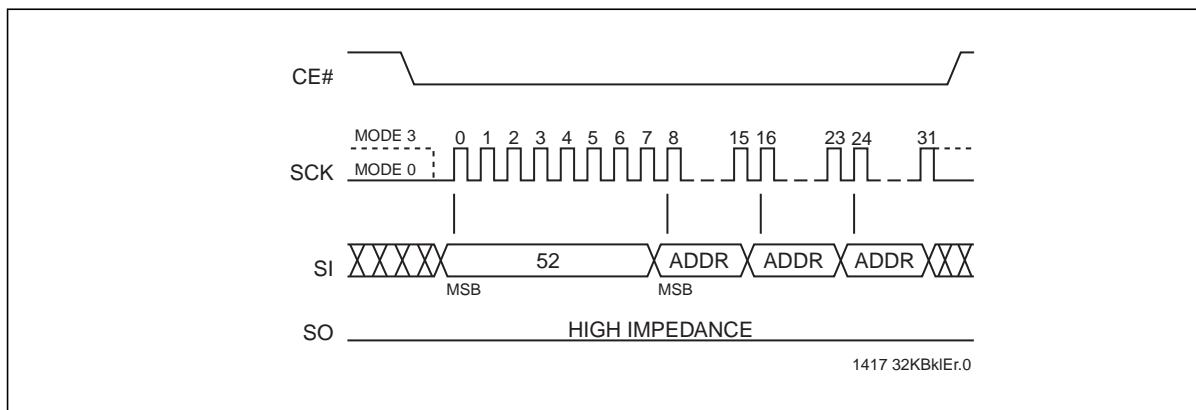 CE#
MODE 3
0 1 2 3 4 5 6 7 8 15 16 23 24 31
SCK
MODE 0
SI
52 ADDR ADDR ADDR
MSB MSB
SO
HIGH IMPEDANCE
1417 32KBklEr.0